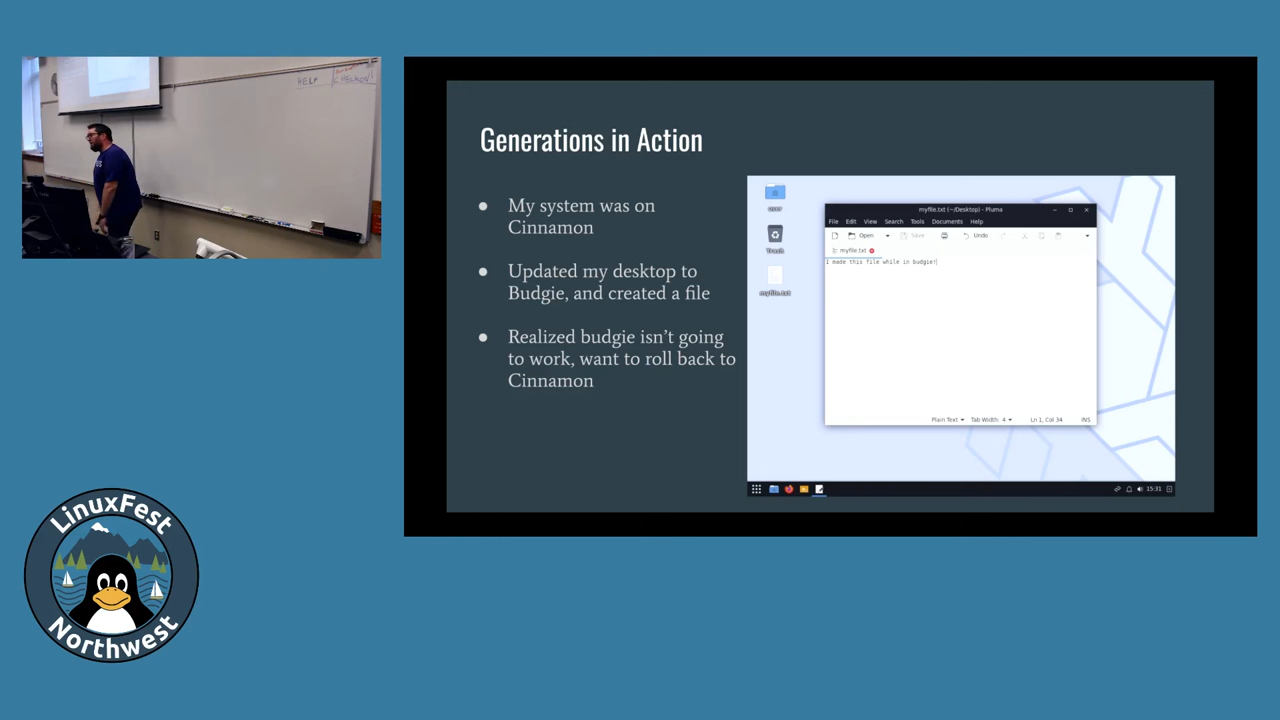 HELP
Generations in Action
● My system was on
Cinnamon
● Updated my desktop to
Budgie, and created a file
● Realized budgie isn't going
to work, want to roll back to
Cinnamon
user
Trash
myfile.txt
myfile.txt (~/Desktop) - Pluma
File Edit View Search Tools Documents Help
Open Save Undo
myfile.txt
I made this file while in budgie!
Plain Text Tab Width: 4 Ln 1, Col 34 INS
15:31
LinuxFest
Northwest